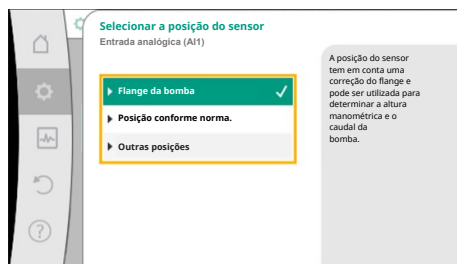 Selecionar a posição do sensor
Entrada analógica (AI1)
Flange da bomba
Posição conforme norma.
Outras posições
A posição do sensor
tem em conta uma
correção do flange e
pode ser utilizada para
determinar a altura
manométrica e o
caudal da
bomba.